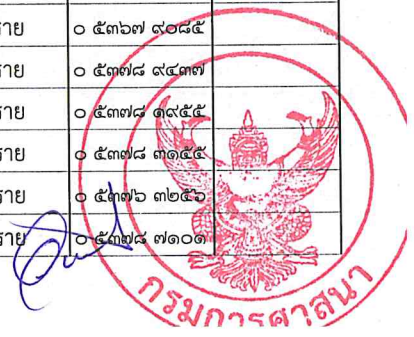 ราย ๐ ๕๓๖๗ ๙๐๘๕
ราย ๐ ๕๓๗๘ ๙๔๓๗
ราย ๐ ๕๓๗๘ ๑๙๕๕
ราย ๐ ๕๓๗๘ ๓๑๕๕
ราย ๐ ๕๓๗๖ ๓๒๕๖
ราย ๐ ๕๓๗๘ ๗๑๐๑
กรมการศาสนา